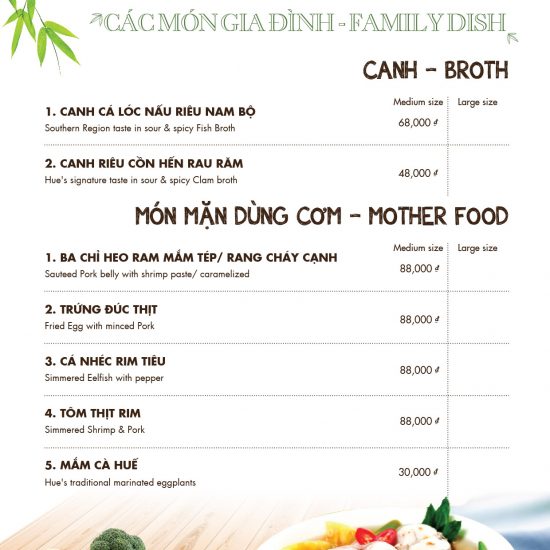 CÁC MÓN GIA ĐÌNH - FAMILY DISH
CANH – BROTH
Medium size Large size
1. CANH CÁ LÓC NẤU RIÊU NAM BỘ
Southern Region taste in sour & spicy Fish Broth
68,000 ₫
2. CANH RIÊU CỒN HẾN RAU RĂM
Hue's signature taste in sour & spicy Clam broth
48,000 ₫
MÓN MẶN DÙNG CƠM – MOTHER FOOD
Medium size Large size
1. BA CHỈ HEO RAM MẮM TÉP/ RANG CHÁY CẠNH
Sauteed Pork belly with shrimp paste/ caramelized
88,000 ₫
2. TRỨNG ĐÚC THỊT
Fried Egg with minced Pork
88,000 ₫
3. CÁ NHÉC RIM TIÊU
Simmered Eelfish with pepper
88,000 ₫
4. TÔM THỊT RIM
Simmered Shrimp & Pork
88,000 ₫
5. MẮM CÀ HUẾ
Hue's traditional marinated eggplants
30,000 ₫